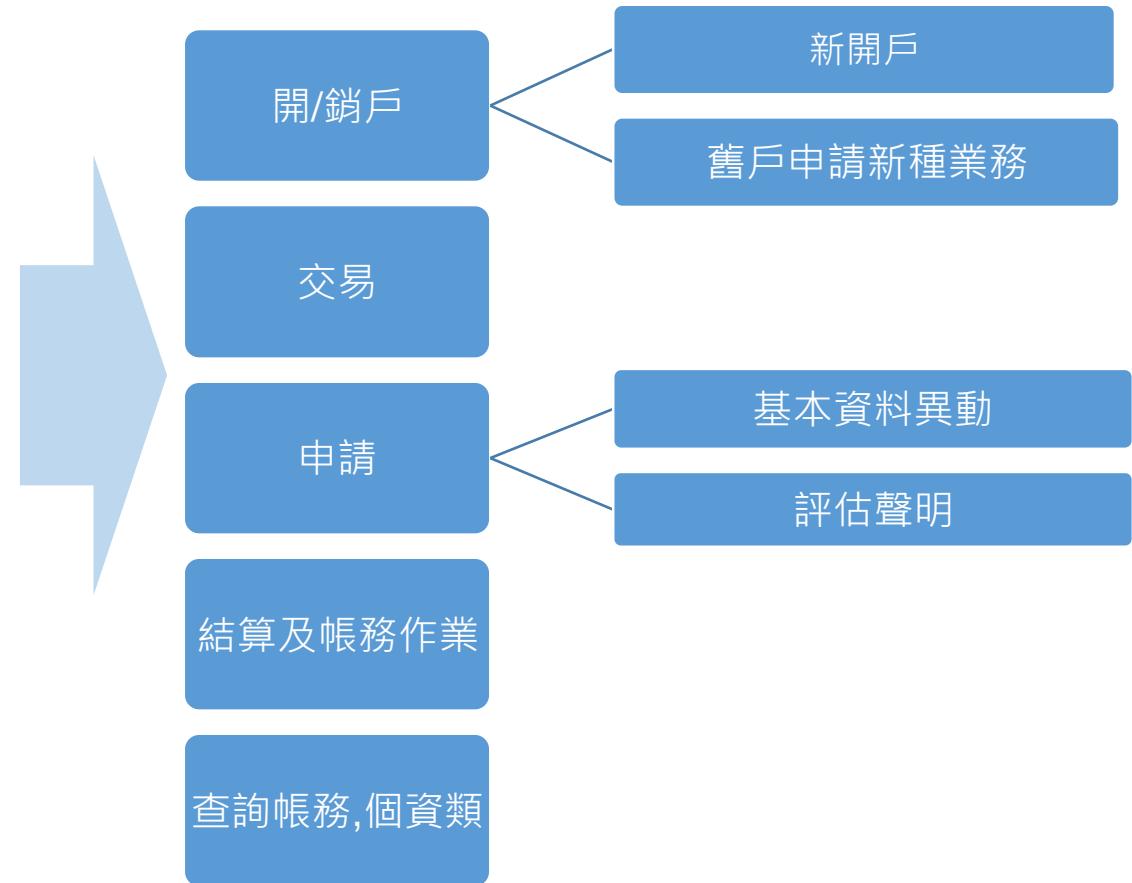 開/銷戶
新開戶
舊戶申請新種業務
交易
申請
基本資料異動
評估聲明
結算及帳務作業
查詢帳務,個資類